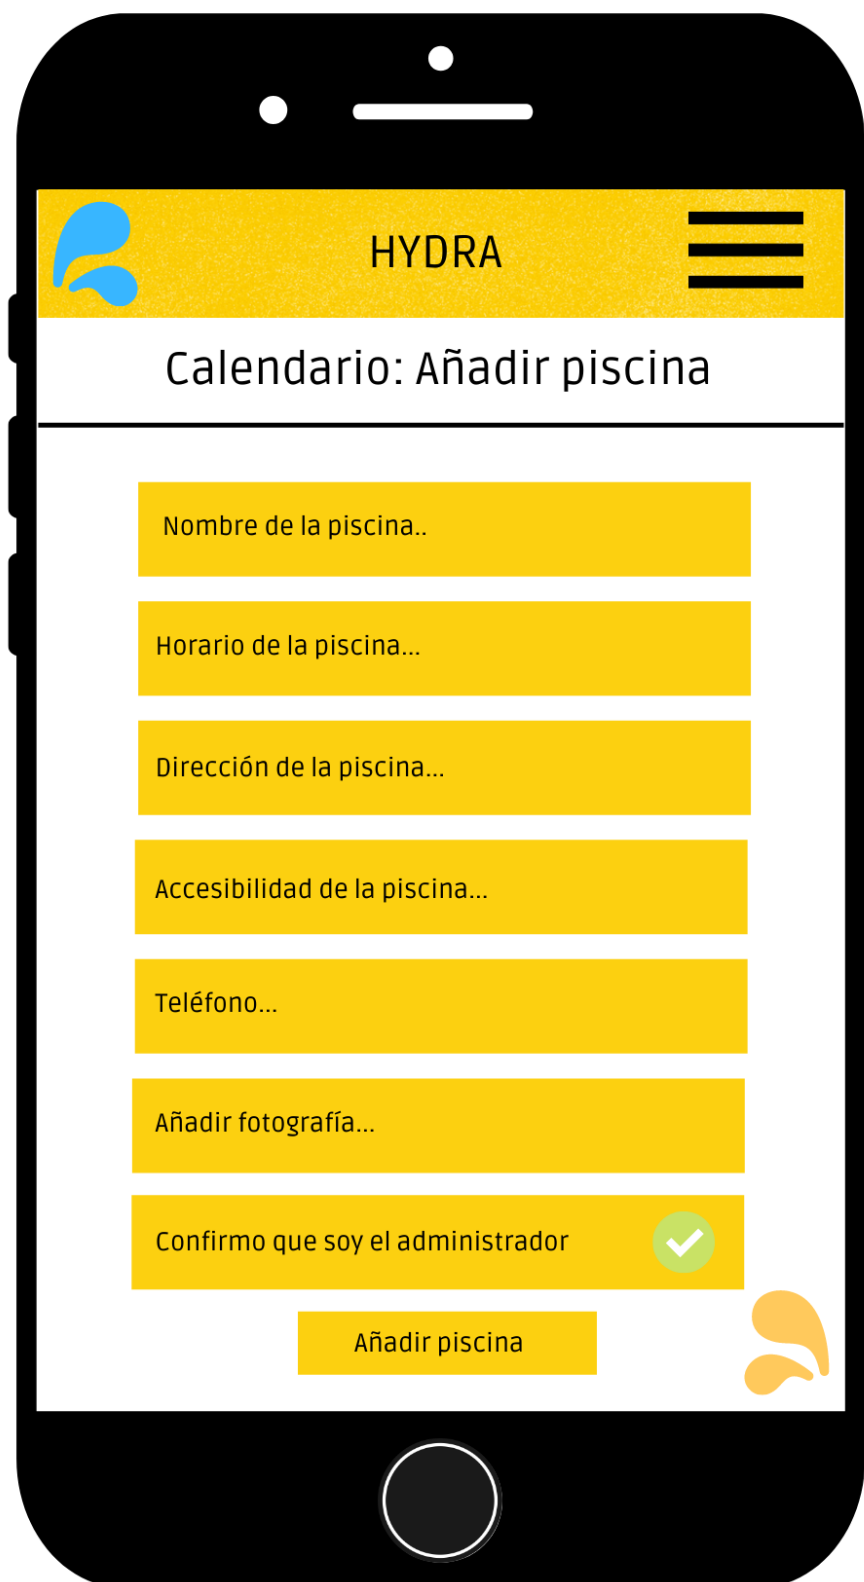 HYDRA
Calendario: Añadir piscina
Nombre de la piscina..
Horario de la piscina...
Dirección de la piscina...
Accesibilidad de la piscina...
Teléfono...
Añadir fotografía...
Confirmo que soy el administrador
Añadir piscina